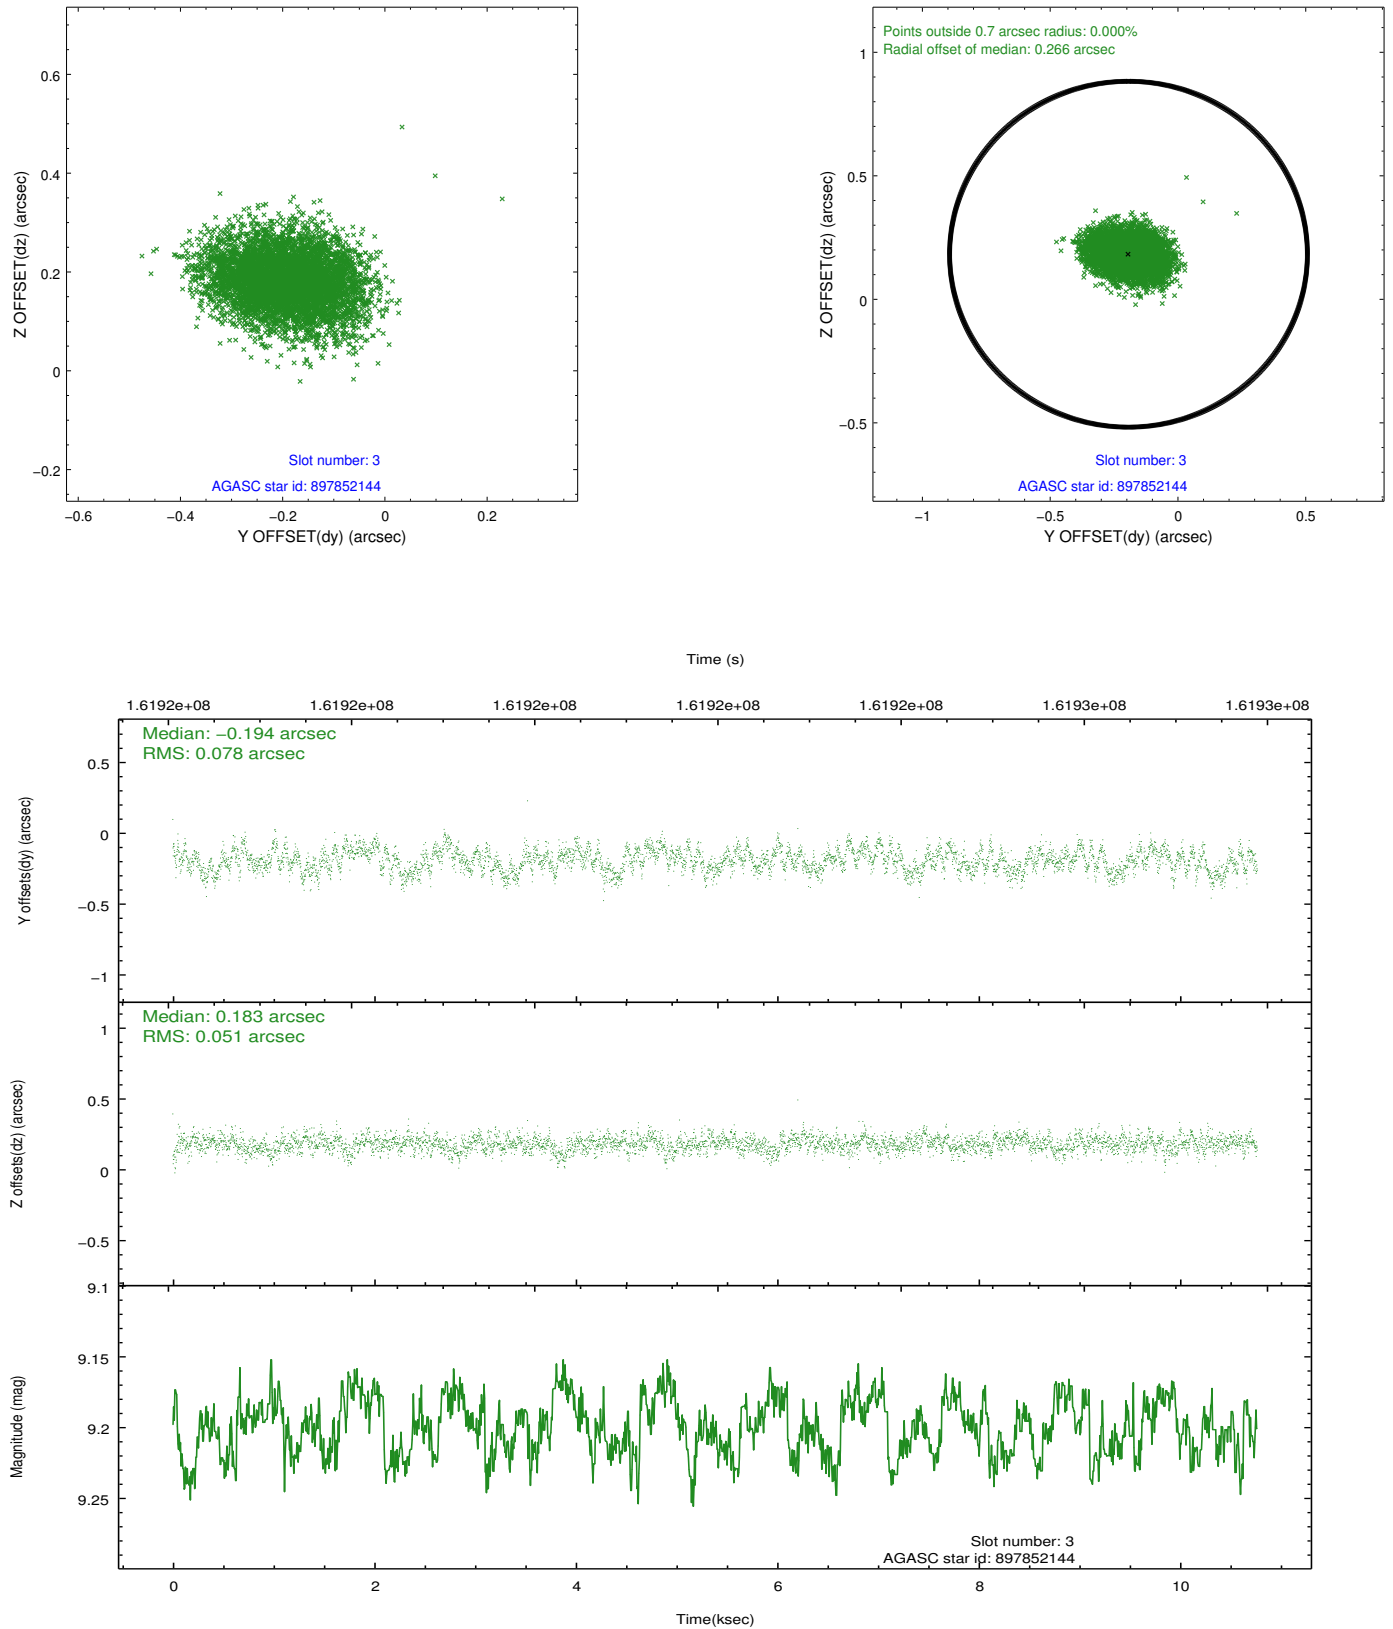 0.6
0.4
0.2
0
−0.2
Z OFFSET(dz) (arcsec)
Slot number: 3
AGASC star id: 897852144
−0.6 −0.4 −0.2 0 0.2
Y OFFSET(dy) (arcsec)
Points outside 0.7 arcsec radius: 0.000%
Radial offset of median: 0.266 arcsec
1
0.5
0
−0.5
Z OFFSET(dz) (arcsec)
Slot number: 3
AGASC star id: 897852144
−1 −0.5 0 0.5
Y OFFSET(dy) (arcsec)
Time (s)
1.6192e+08 1.6192e+08 1.6192e+08 1.6192e+08 1.6192e+08 1.6193e+08 1.6193e+08
Median: −0.194 arcsec
RMS: 0.078 arcsec
0.5
0
−0.5
−1
Y offsets(dy) (arcsec)
Median: 0.183 arcsec
RMS: 0.051 arcsec
1
0.5
0
−0.5
Z offsets(dz) (arcsec)
9.1
9.15
9.2
9.25
Magnitude (mag)
Slot number: 3
AGASC star id: 897852144
0 2 4 6 8 10
Time(ksec)